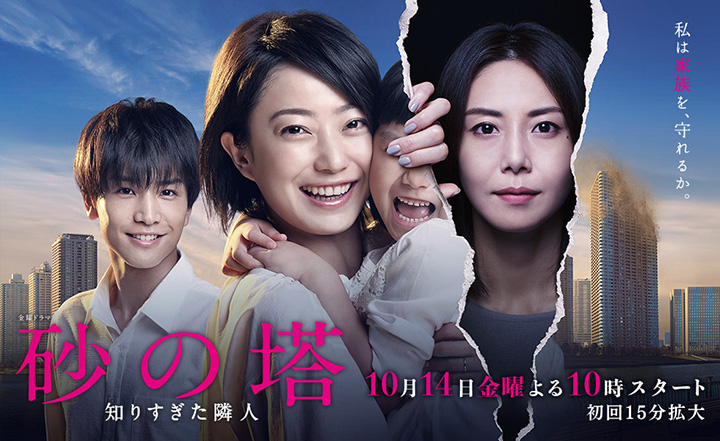 私は家族を、守れるか。
金曜ドラマ
砂の塔
知りすぎた隣人
10月14日金曜よる10時スタート
初回15分拡大